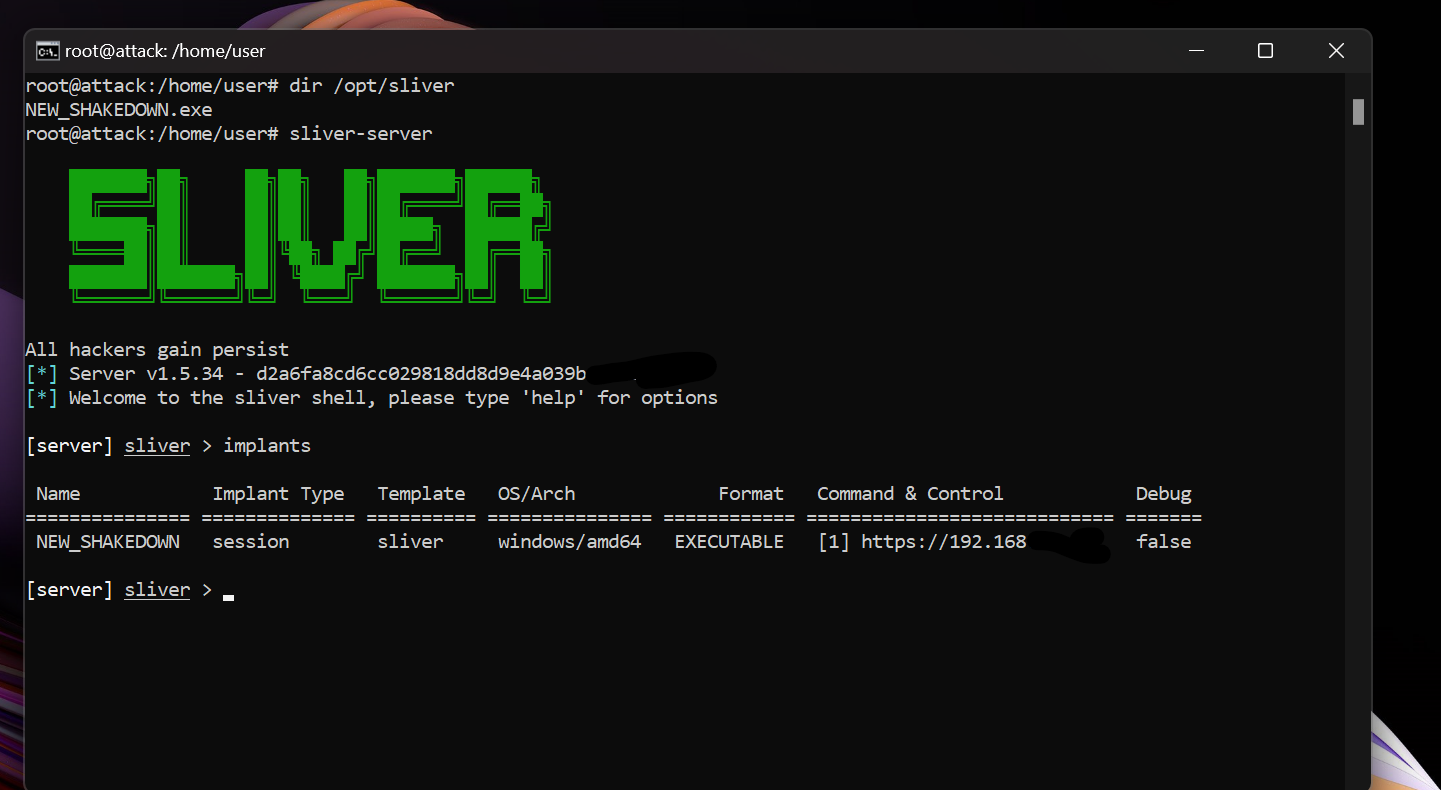 root@attack: /home/user
root@attack:/home/user# dir /opt/sliver
NEW_SHAKEDOWN.exe
root@attack:/home/user# sliver-server
SLIVER
All hackers gain persist
[*] Server v1.5.34 - d2a6fa8cd6cc029818dd8d9e4a039b
[*] Welcome to the sliver shell, please type 'help' for options
[server] sliver > implants
Name Implant Type Template OS/Arch Format Command & Control Debug
=============== ============== ========== =============== ============ ============================ =======
NEW_SHAKEDOWN session sliver windows/amd64 EXECUTABLE [1] https://192.168 false
[server] sliver >